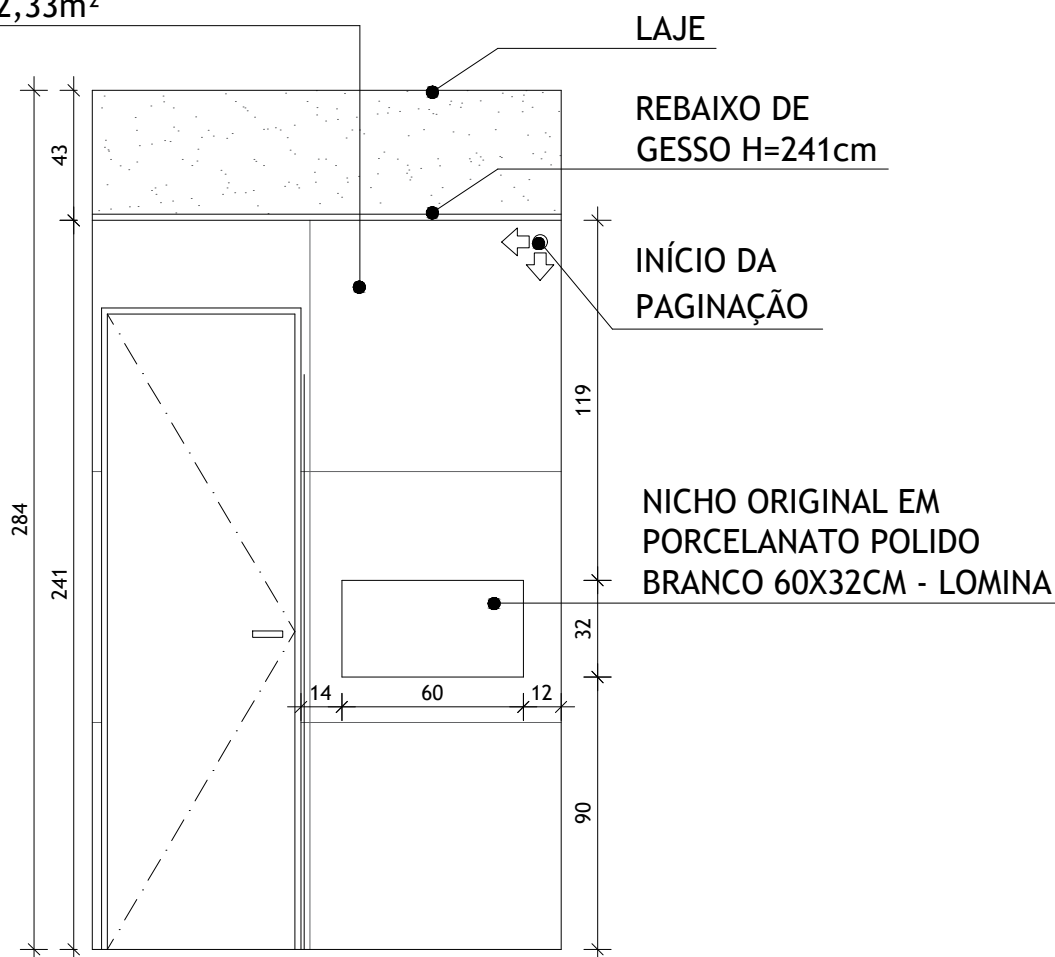 2,33m²
LAJE
REBAIXO DE
GESSO H=241cm
INÍCIO DA
PAGINAÇÃO
NICHO ORIGINAL EM
PORCELANATO POLIDO
BRANCO 60X32CM - LOMINA
43
284
241
119
32
90
14
60
12